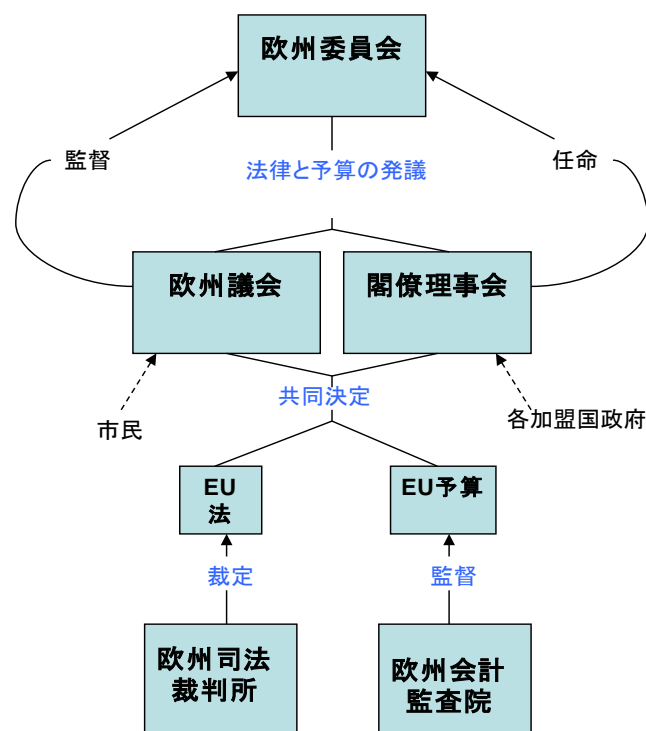 欧州委員会
監督
法律と予算の発議
任命
欧州議会
閣僚理事会
共同決定
市民
各加盟国政府
EU
法
EU予算
裁定
監督
欧州司法
裁判所
欧州会計
監査院